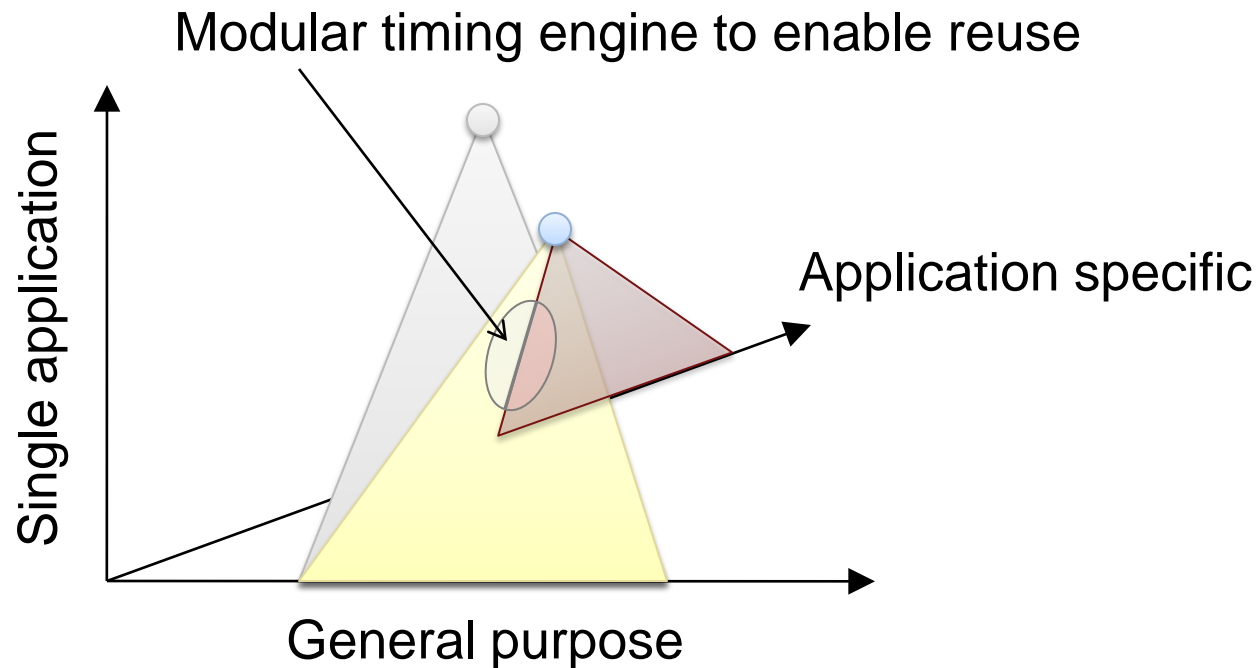 Modular timing engine to enable reuse
Single application
Application specific
General purpose